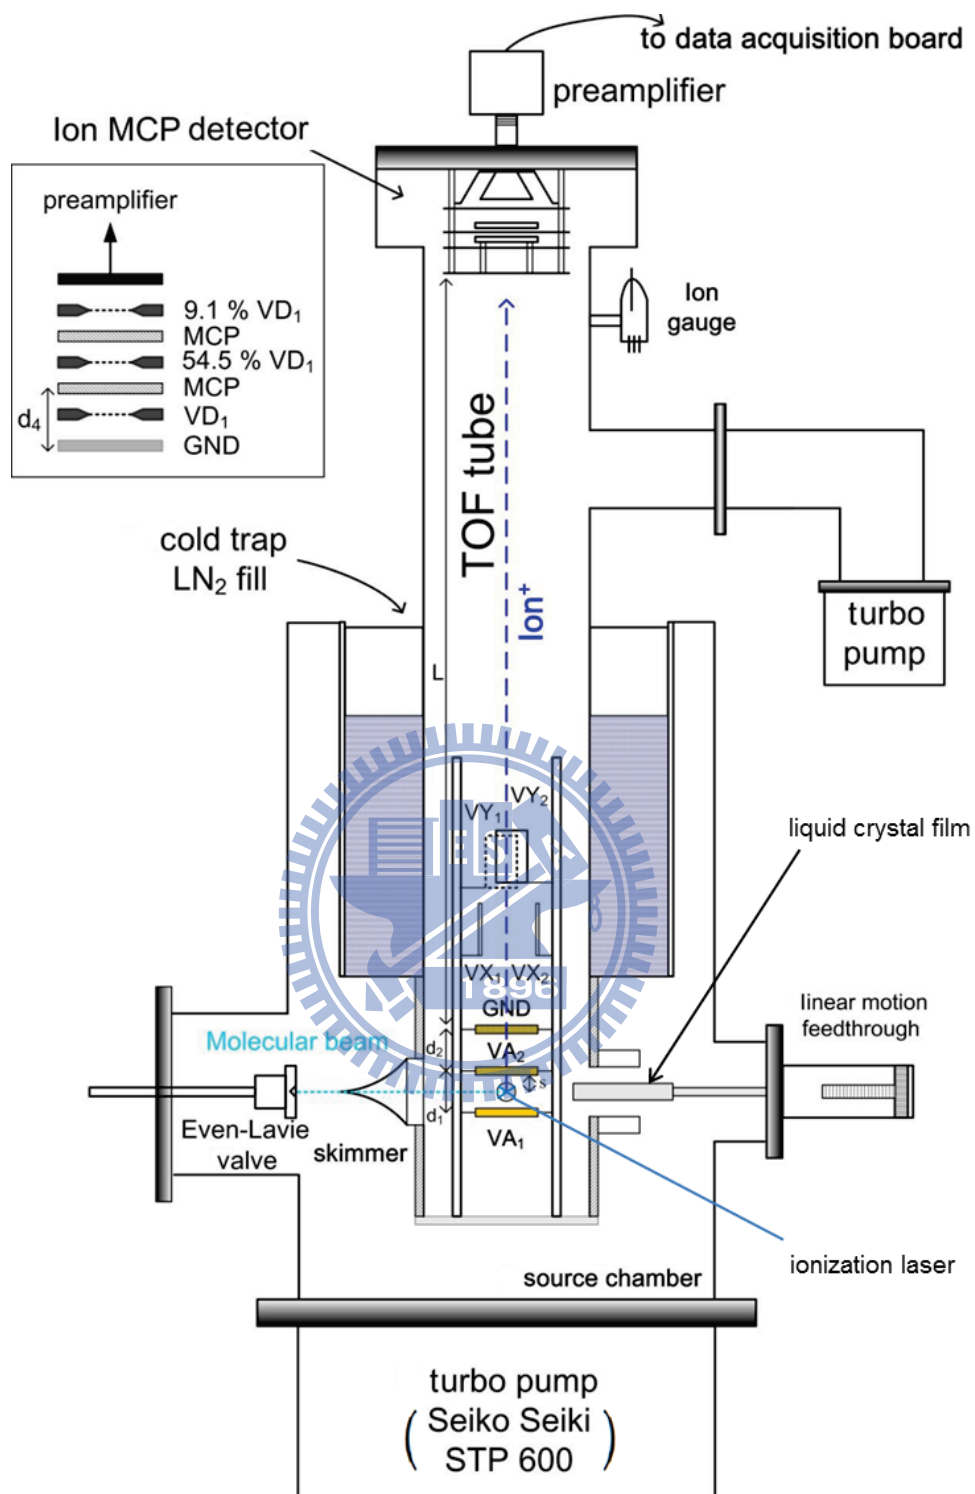 to data acquisition board
preamplifier
Ion MCP detector
preamplifier
9.1 % VD₁
MCP
54.5 % VD₁
MCP
d₄
VD₁
GND
Ion
gauge
TOF tube
cold trap
LN₂ fill
Ion⁺
turbo
pump
L
VY₂
VY₁
liquid crystal film
ES
VX₁ VX₂
1896
GND
linear motion
feedthrough
Molecular beam
d₂
VA₂
s
d₁
Even-Lavie
valve
skimmer
VA₁
ionization laser
source chamber
turbo pump
(Seiko Seiki
STP 600)